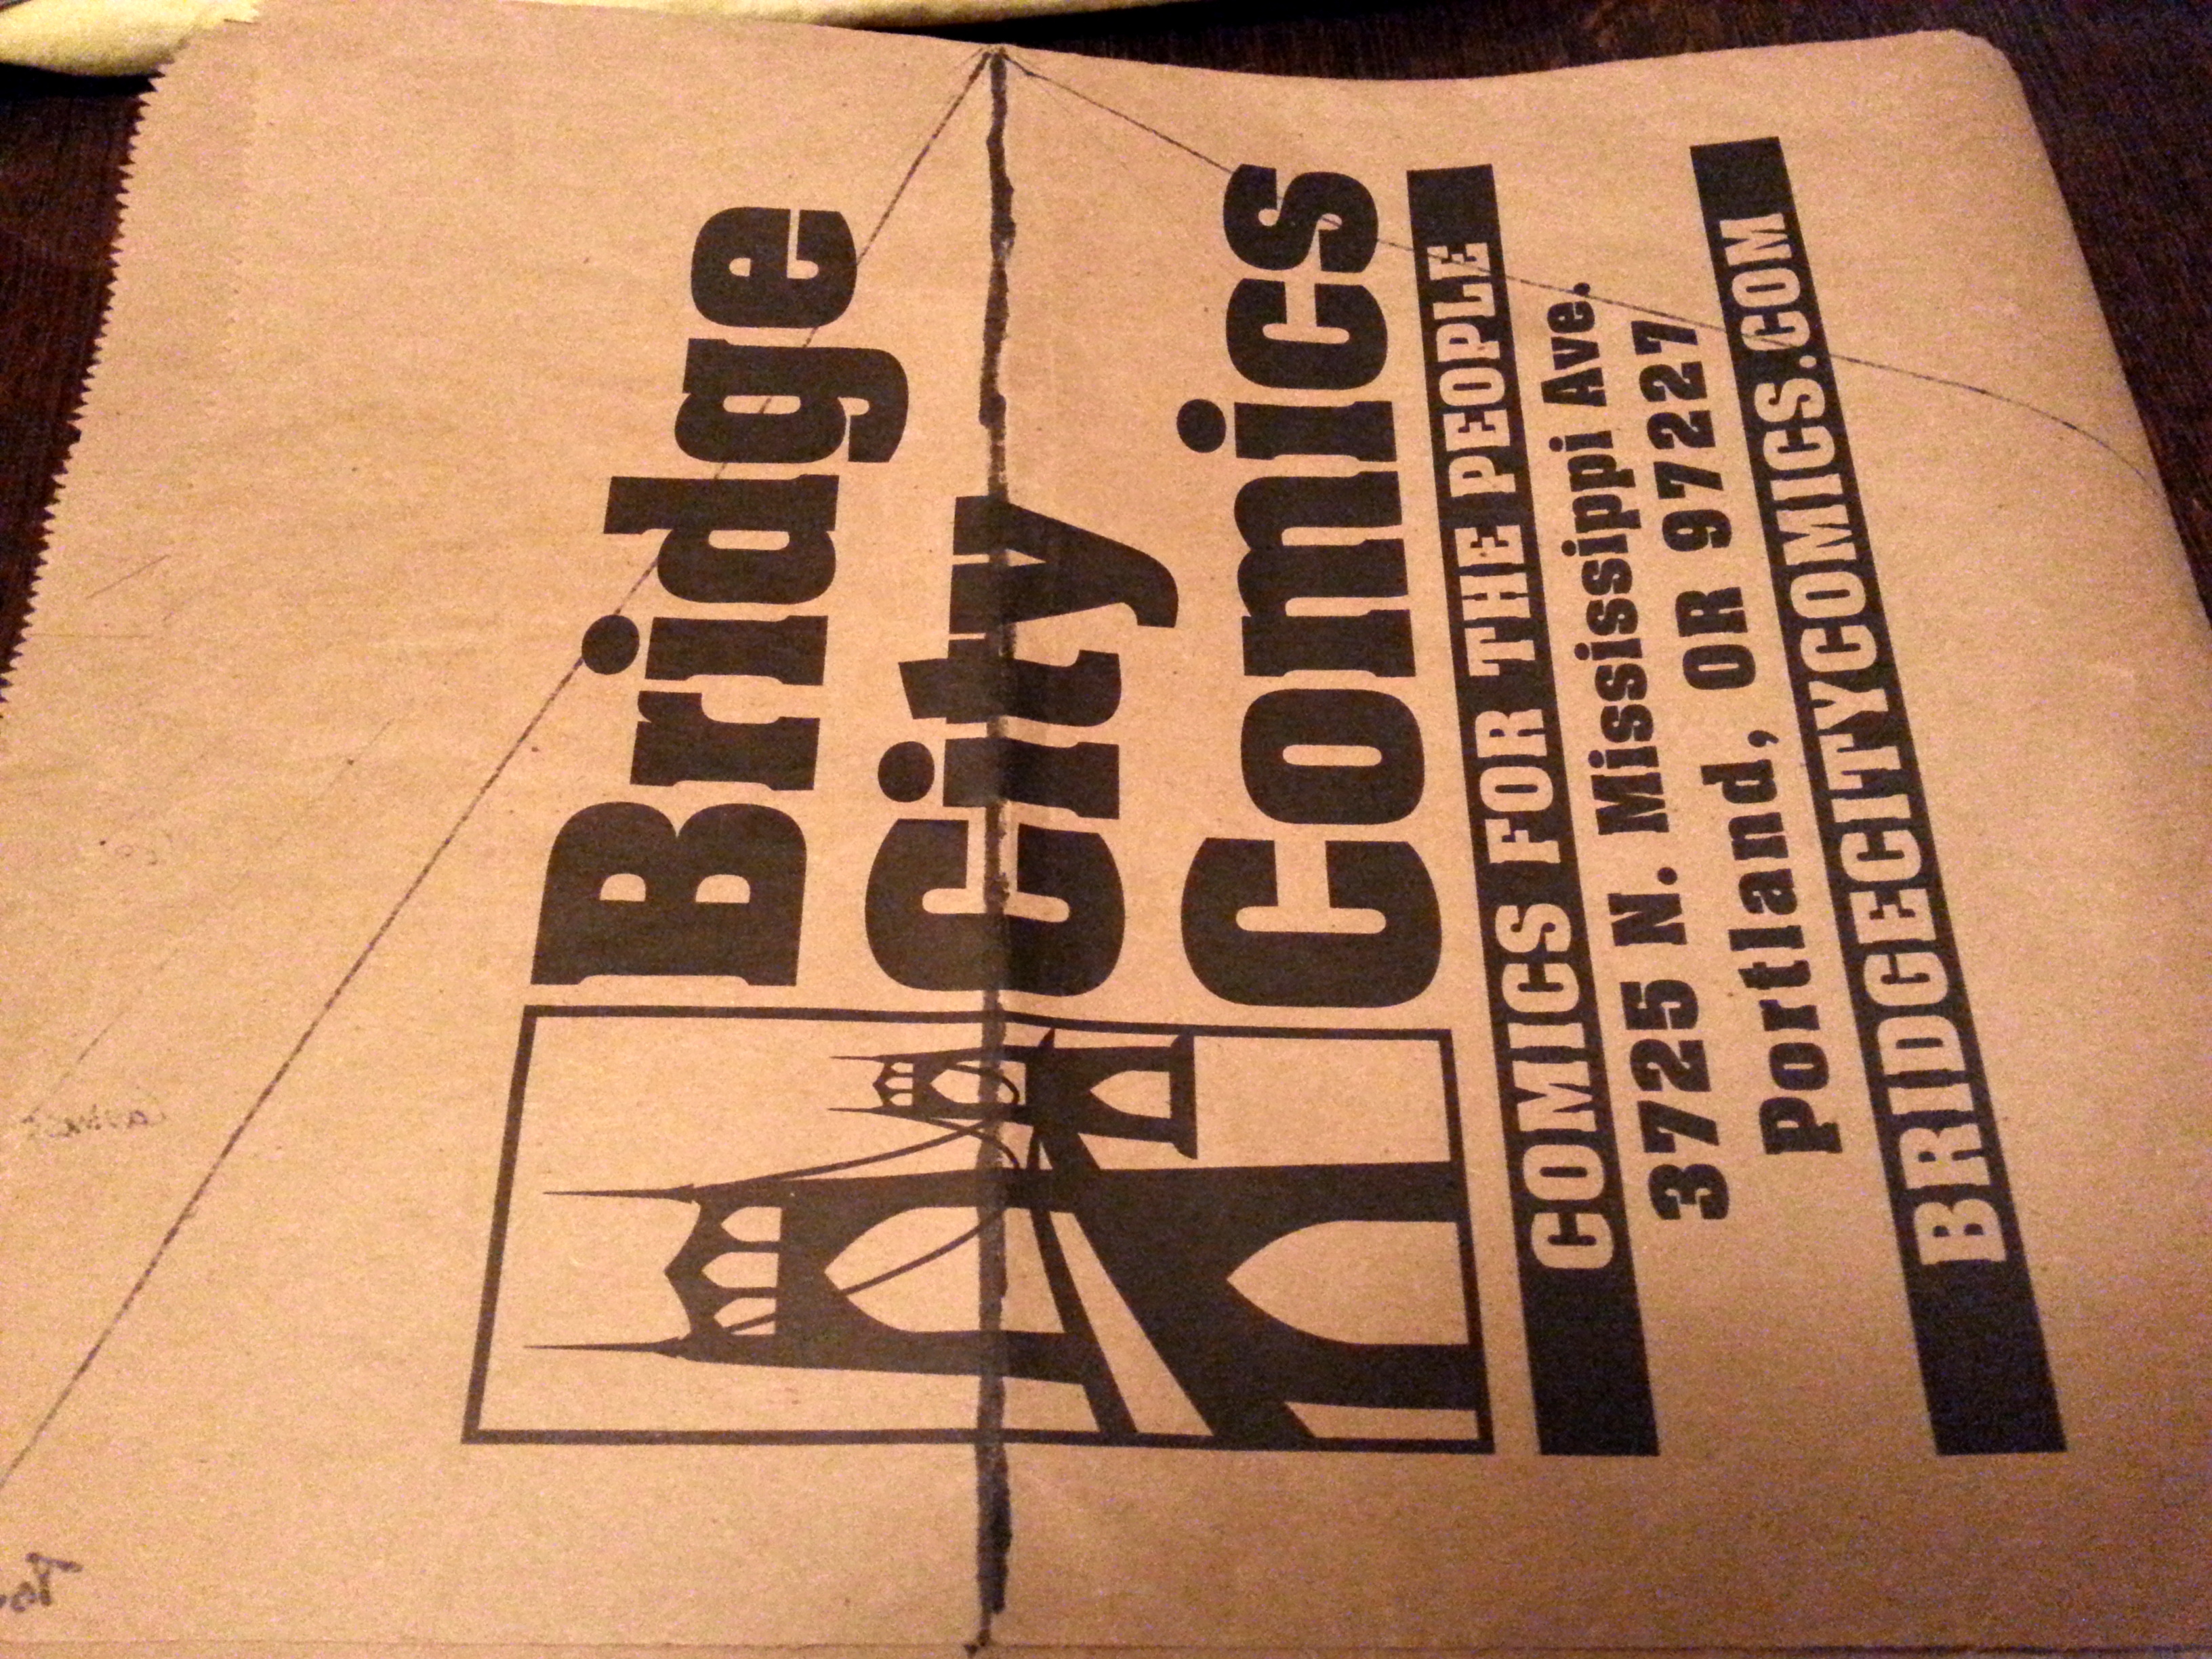 Bridge
City
Comics
COMICS FOR THE PEOPLE
3725 N. Mississippi Ave.
Portland, OR 97227
BRIDGECITYCOMICS.COM